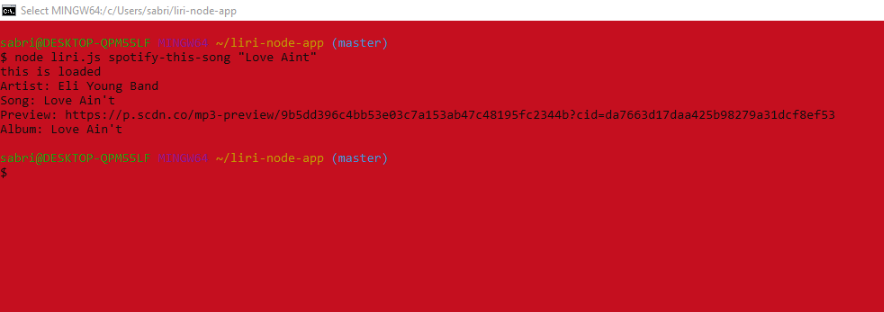 Select MINGW64:/c/Users/sabri/liri-node-app
sabri@DESKTOP-QPM55LF MINGW64 ~/liri-node-app (master)
$ node liri.js spotify-this-song "Love Aint"
this is loaded
Artist: Eli Young Band
Song: Love Ain't
Preview: https://p.scdn.co/mp3-preview/9b5dd396c4bb53e03c7a153ab47c48195fc2344b?cid=da7663d17daa425b98279a31dcf8ef53
Album: Love Ain't
sabri@DESKTOP-QPM55LF MINGW64 ~/liri-node-app (master)
$